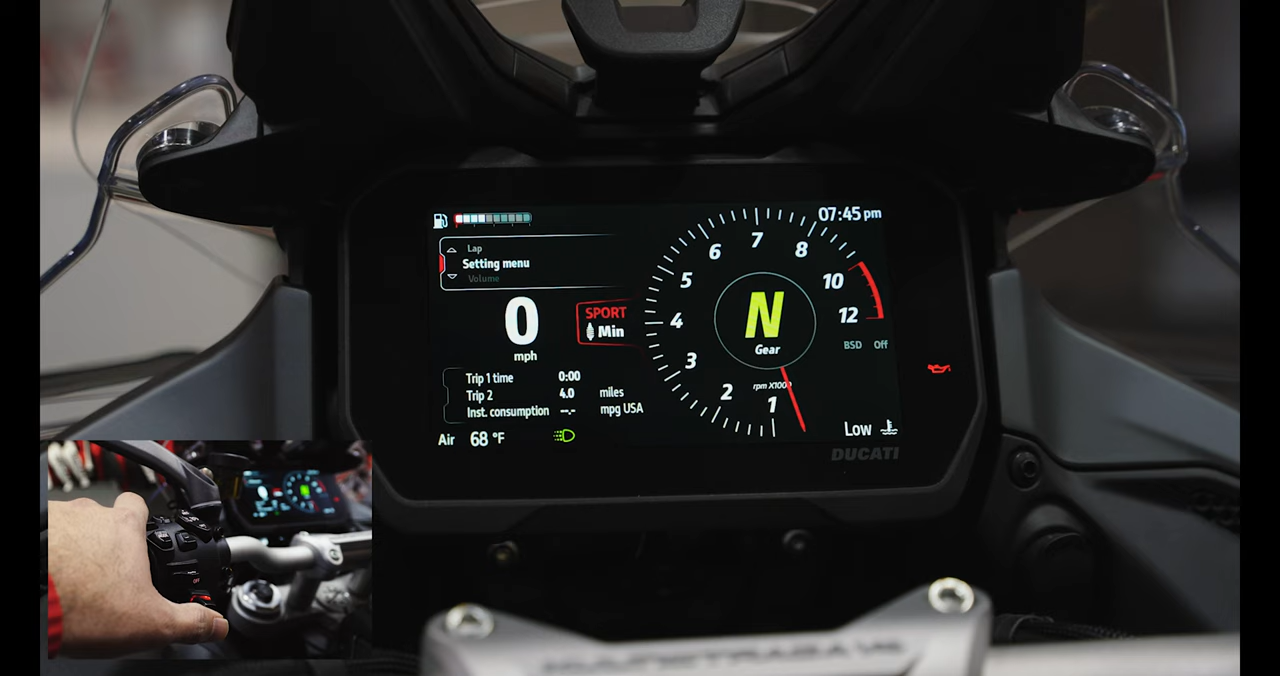 07:45 pm
Lap
Setting menu
Volume
0
mph
SPORT
Min
Trip 1 time 0:00
Trip 2 4.0 miles
Inst. consumption --.- mpg USA
Air 68 °F
1
2
3
4
5
6
7
8
10
12
N
Gear
rpm X1000
BSD Off
Low
DUCATI